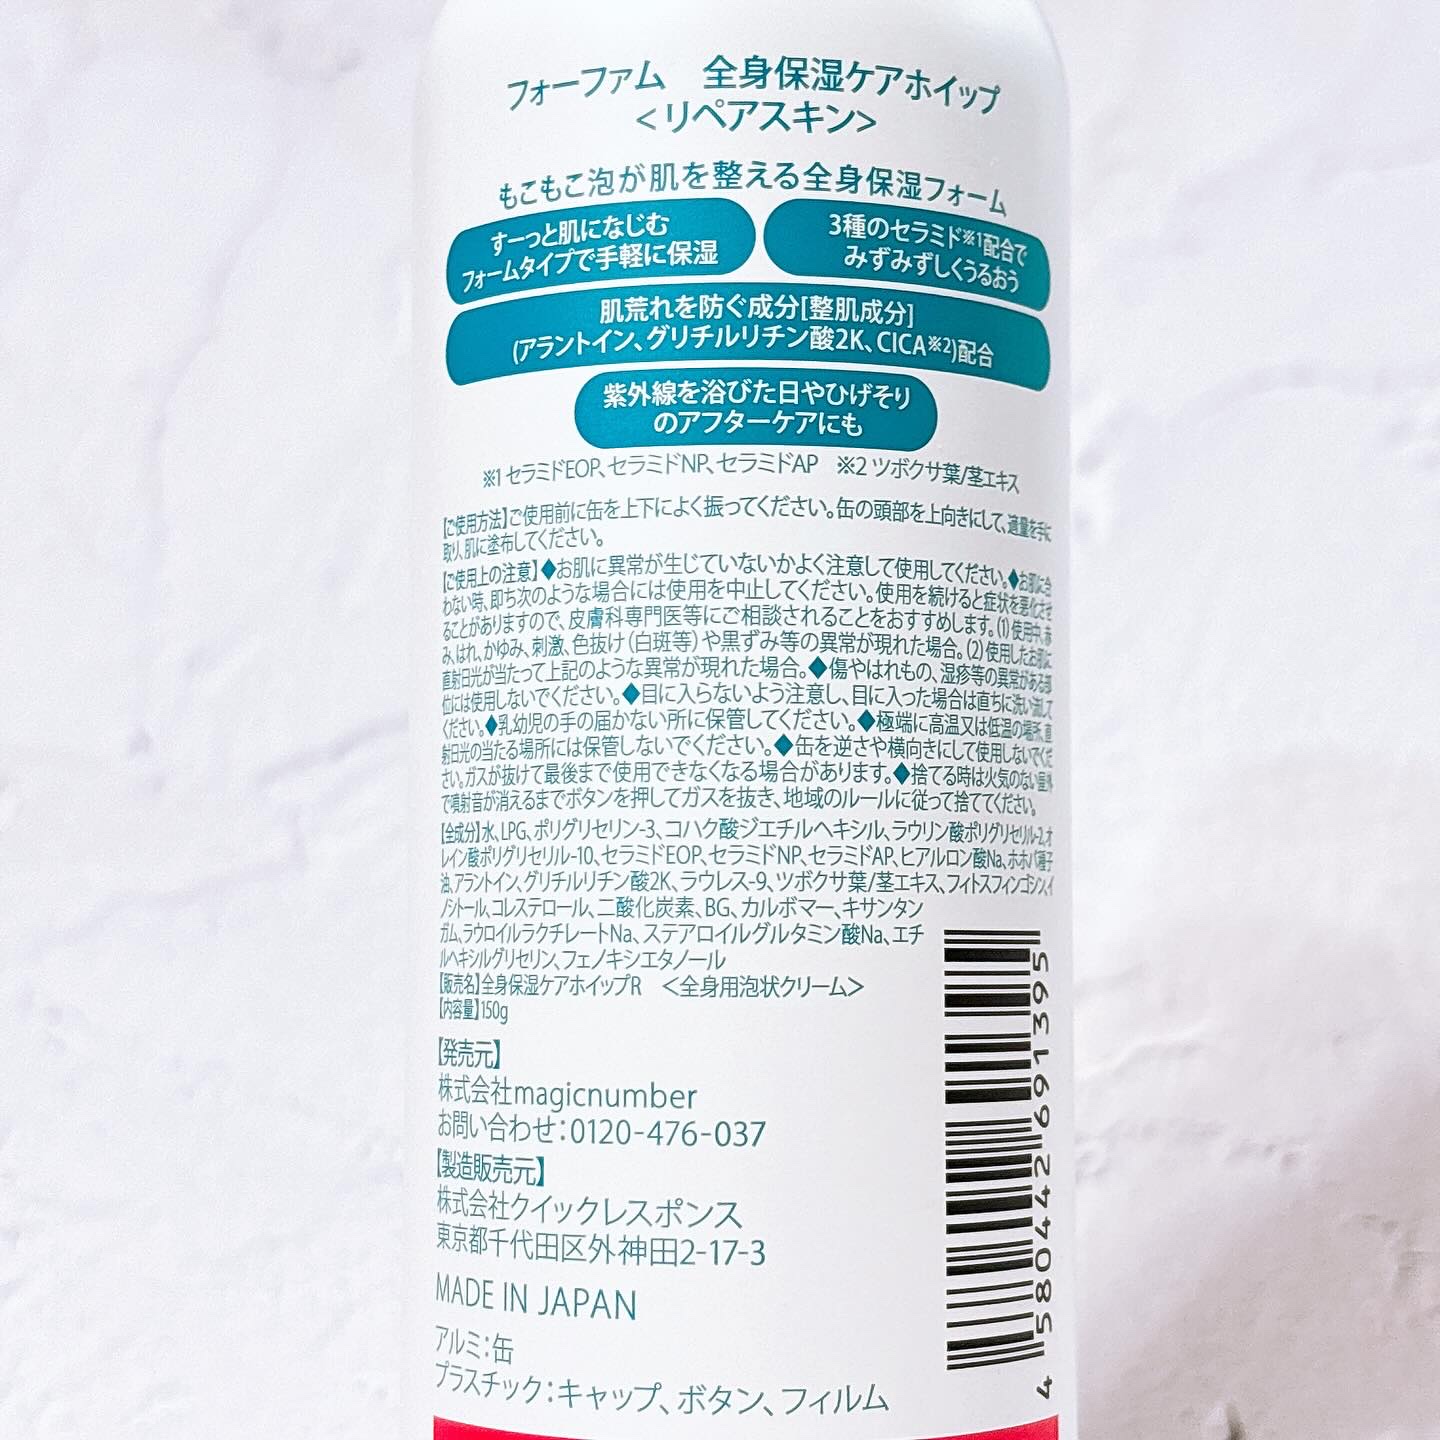 フォーファム　全身保湿ケアホイップ
<リペアスキン>
もこもこ泡が肌を整える全身保湿フォーム
すーっと肌になじむ
フォームタイプで手軽に保湿
3種のセラミド※1配合で
みずみずしくうるおう
肌荒れを防ぐ成分[整肌成分]
(アラントイン、グリチルリチン酸2K、CICA※2)配合
紫外線を浴びた日やひげそり
のアフターケアにも
※1 セラミドEOP、セラミドNP、セラミドAP　※2 ツボクサ葉/茎エキス
【ご使用方法】ご使用前に缶を上下によく振ってください。缶の頭部を上向きにして、適量を手に
取り、肌に塗布してください。
【ご使用上の注意】◆お肌に異常が生じていないかよく注意して使用してください。◆お肌に合
わない時、即ち次のような場合には使用を中止してください。使用を続けると症状を悪化させ
ることがありますので、皮膚科専門医等にご相談されることをおすすめします。(1)使用中、赤
み、はれ、かゆみ、刺激、色抜け(白斑等)や黒ずみ等の異常が現れた場合。(2)使用したお肌に
直射日光が当たって上記のような異常が現れた場合。◆傷やはれもの、湿疹等の異常がある部
位には使用しないでください。◆目に入らないよう注意し、目に入った場合は直ちに洗い流して
ください。◆乳幼児の手の届かない所に保管してください。◆極端に高温又は低温の場所、直
射日光の当たる場所には保管しないでください。◆缶を逆さや横向きにして使用しないでくだ
さい。ガスが抜けて最後まで使用できなくなる場合があります。◆捨てる時は火気のない屋外
で噴射音が消えるまでボタンを押してガスを抜き、地域のルールに従って捨ててください。
【全成分】水、LPG、ポリグリセリン-3、コハク酸ジエチルヘキシル、ラウリン酸ポリグリセリル-2、オ
レイン酸ポリグリセリル-10、セラミドEOP、セラミドNP、セラミドAP、ヒアルロン酸Na、ホホバ種子
油、アラントイン、グリチルリチン酸2K、ラウレス-9、ツボクサ葉/茎エキス、フィトスフィンゴシン、イ
ノシトール、コレステロール、二酸化炭素、BG、カルボマー、キサンタン
ガム、ラウロイルラクチレートNa、ステアロイルグルタミン酸Na、エチ
ルヘキシルグリセリン、フェノキシエタノール
【販売名】全身保湿ケアホイップR　<全身用泡状クリーム>
【内容量】150g
【発売元】
株式会社magicnumber
お問い合わせ：0120-476-037
【製造販売元】
株式会社クイックレスポンス
東京都千代田区外神田2-17-3
MADE IN JAPAN
アルミ：缶
プラスチック：キャップ、ボタン、フィルム
4 580442 691395